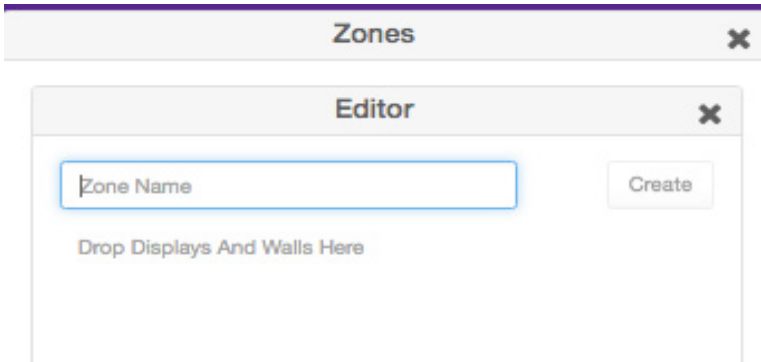 Zones
Editor
Zone Name
Create
Drop Displays And Walls Here